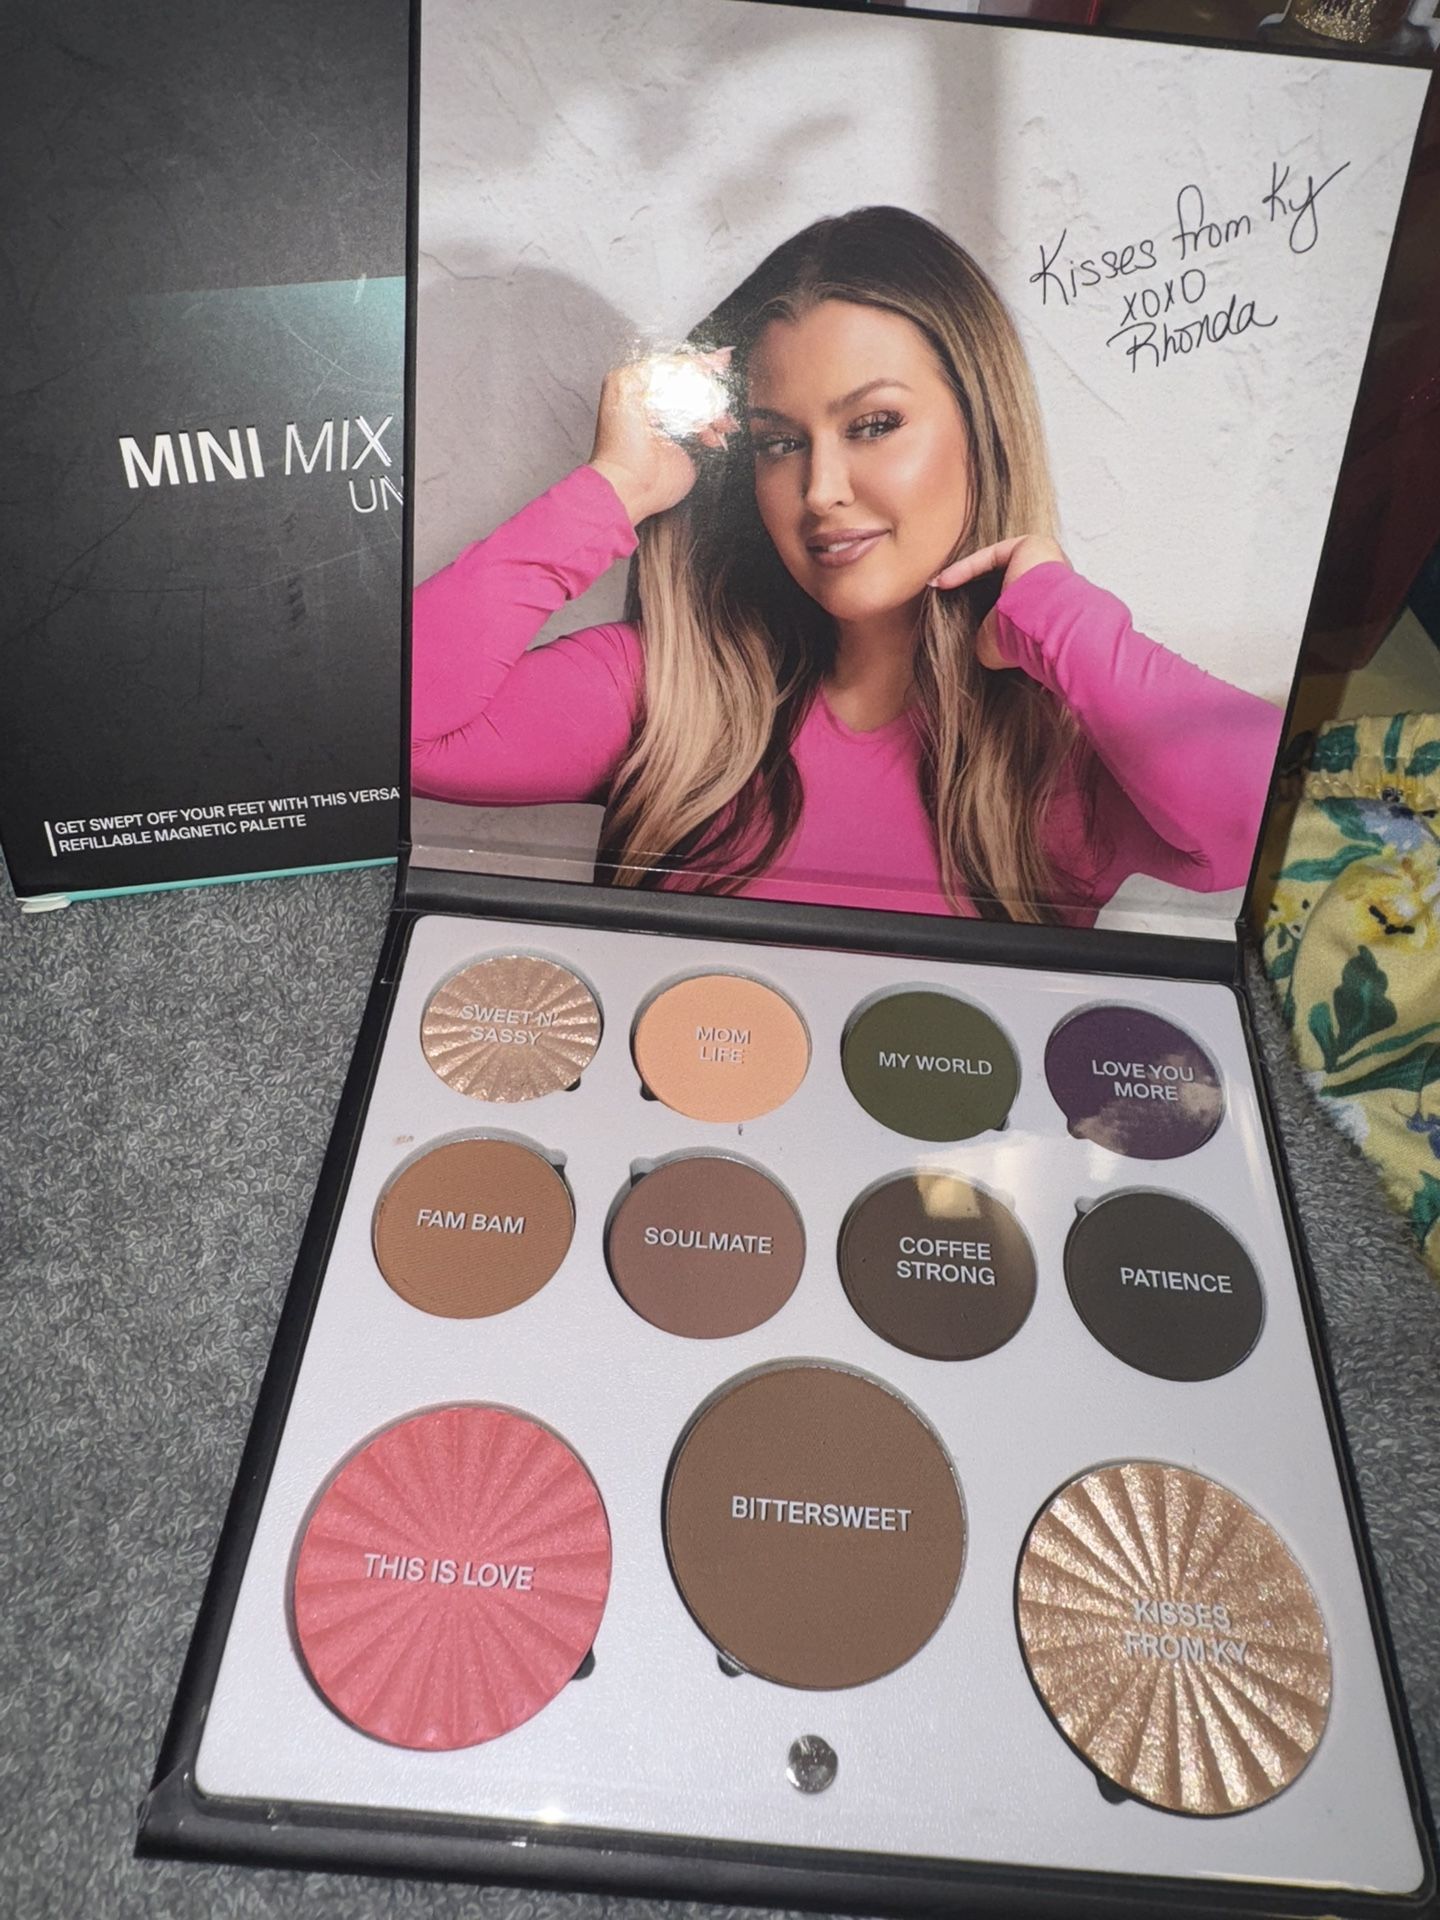 Kisses from Ky
XOXO
Rhonda
MINI MIX
UN
GET SWEPT OFF YOUR FEET WITH THIS VERSA
REFILLABLE MAGNETIC PALETTE
SWEET N'
SASSY
MOM
LIFE
MY WORLD
LOVE YOU
MORE
FAM BAM
SOULMATE
COFFEE
STRONG
PATIENCE
THIS IS LOVE
BITTERSWEET
KISSES
FROM KY